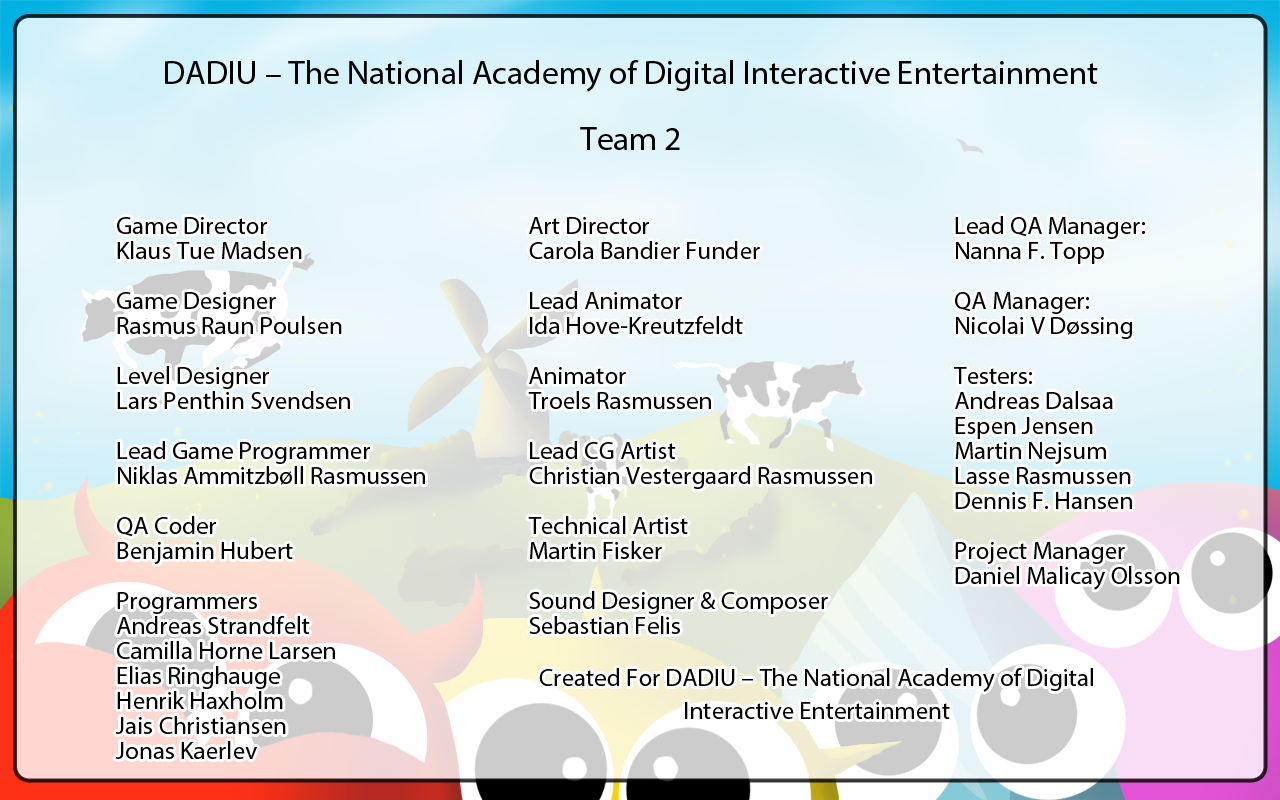 DADIU – The National Academy of Digital Interactive Entertainment
Team 2
Game Director
Klaus Tue Madsen
Game Designer
Rasmus Raun Poulsen
Level Designer
Lars Penthin Svendsen
Lead Game Programmer
Niklas Ammitzbøll Rasmussen
QA Coder
Benjamin Hubert
Programmers
Andreas Strandfelt
Camilla Horne Larsen
Elias Ringhauge
Henrik Haxholm
Jais Christiansen
Jonas Kaerlev
Art Director
Carola Bandier Funder
Lead Animator
Ida Hove-Kreutzfeldt
Animator
Troels Rasmussen
Lead CG Artist
Christian Vestergaard Rasmussen
Technical Artist
Martin Fisker
Sound Designer & Composer
Sebastian Felis
Lead QA Manager:
Nanna F. Topp
QA Manager:
Nicolai V Døssing
Testers:
Andreas Dalsaa
Espen Jensen
Martin Nejsum
Lasse Rasmussen
Dennis F. Hansen
Project Manager
Daniel Malicay Olsson
Created For DADIU – The National Academy of Digital
Interactive Entertainment